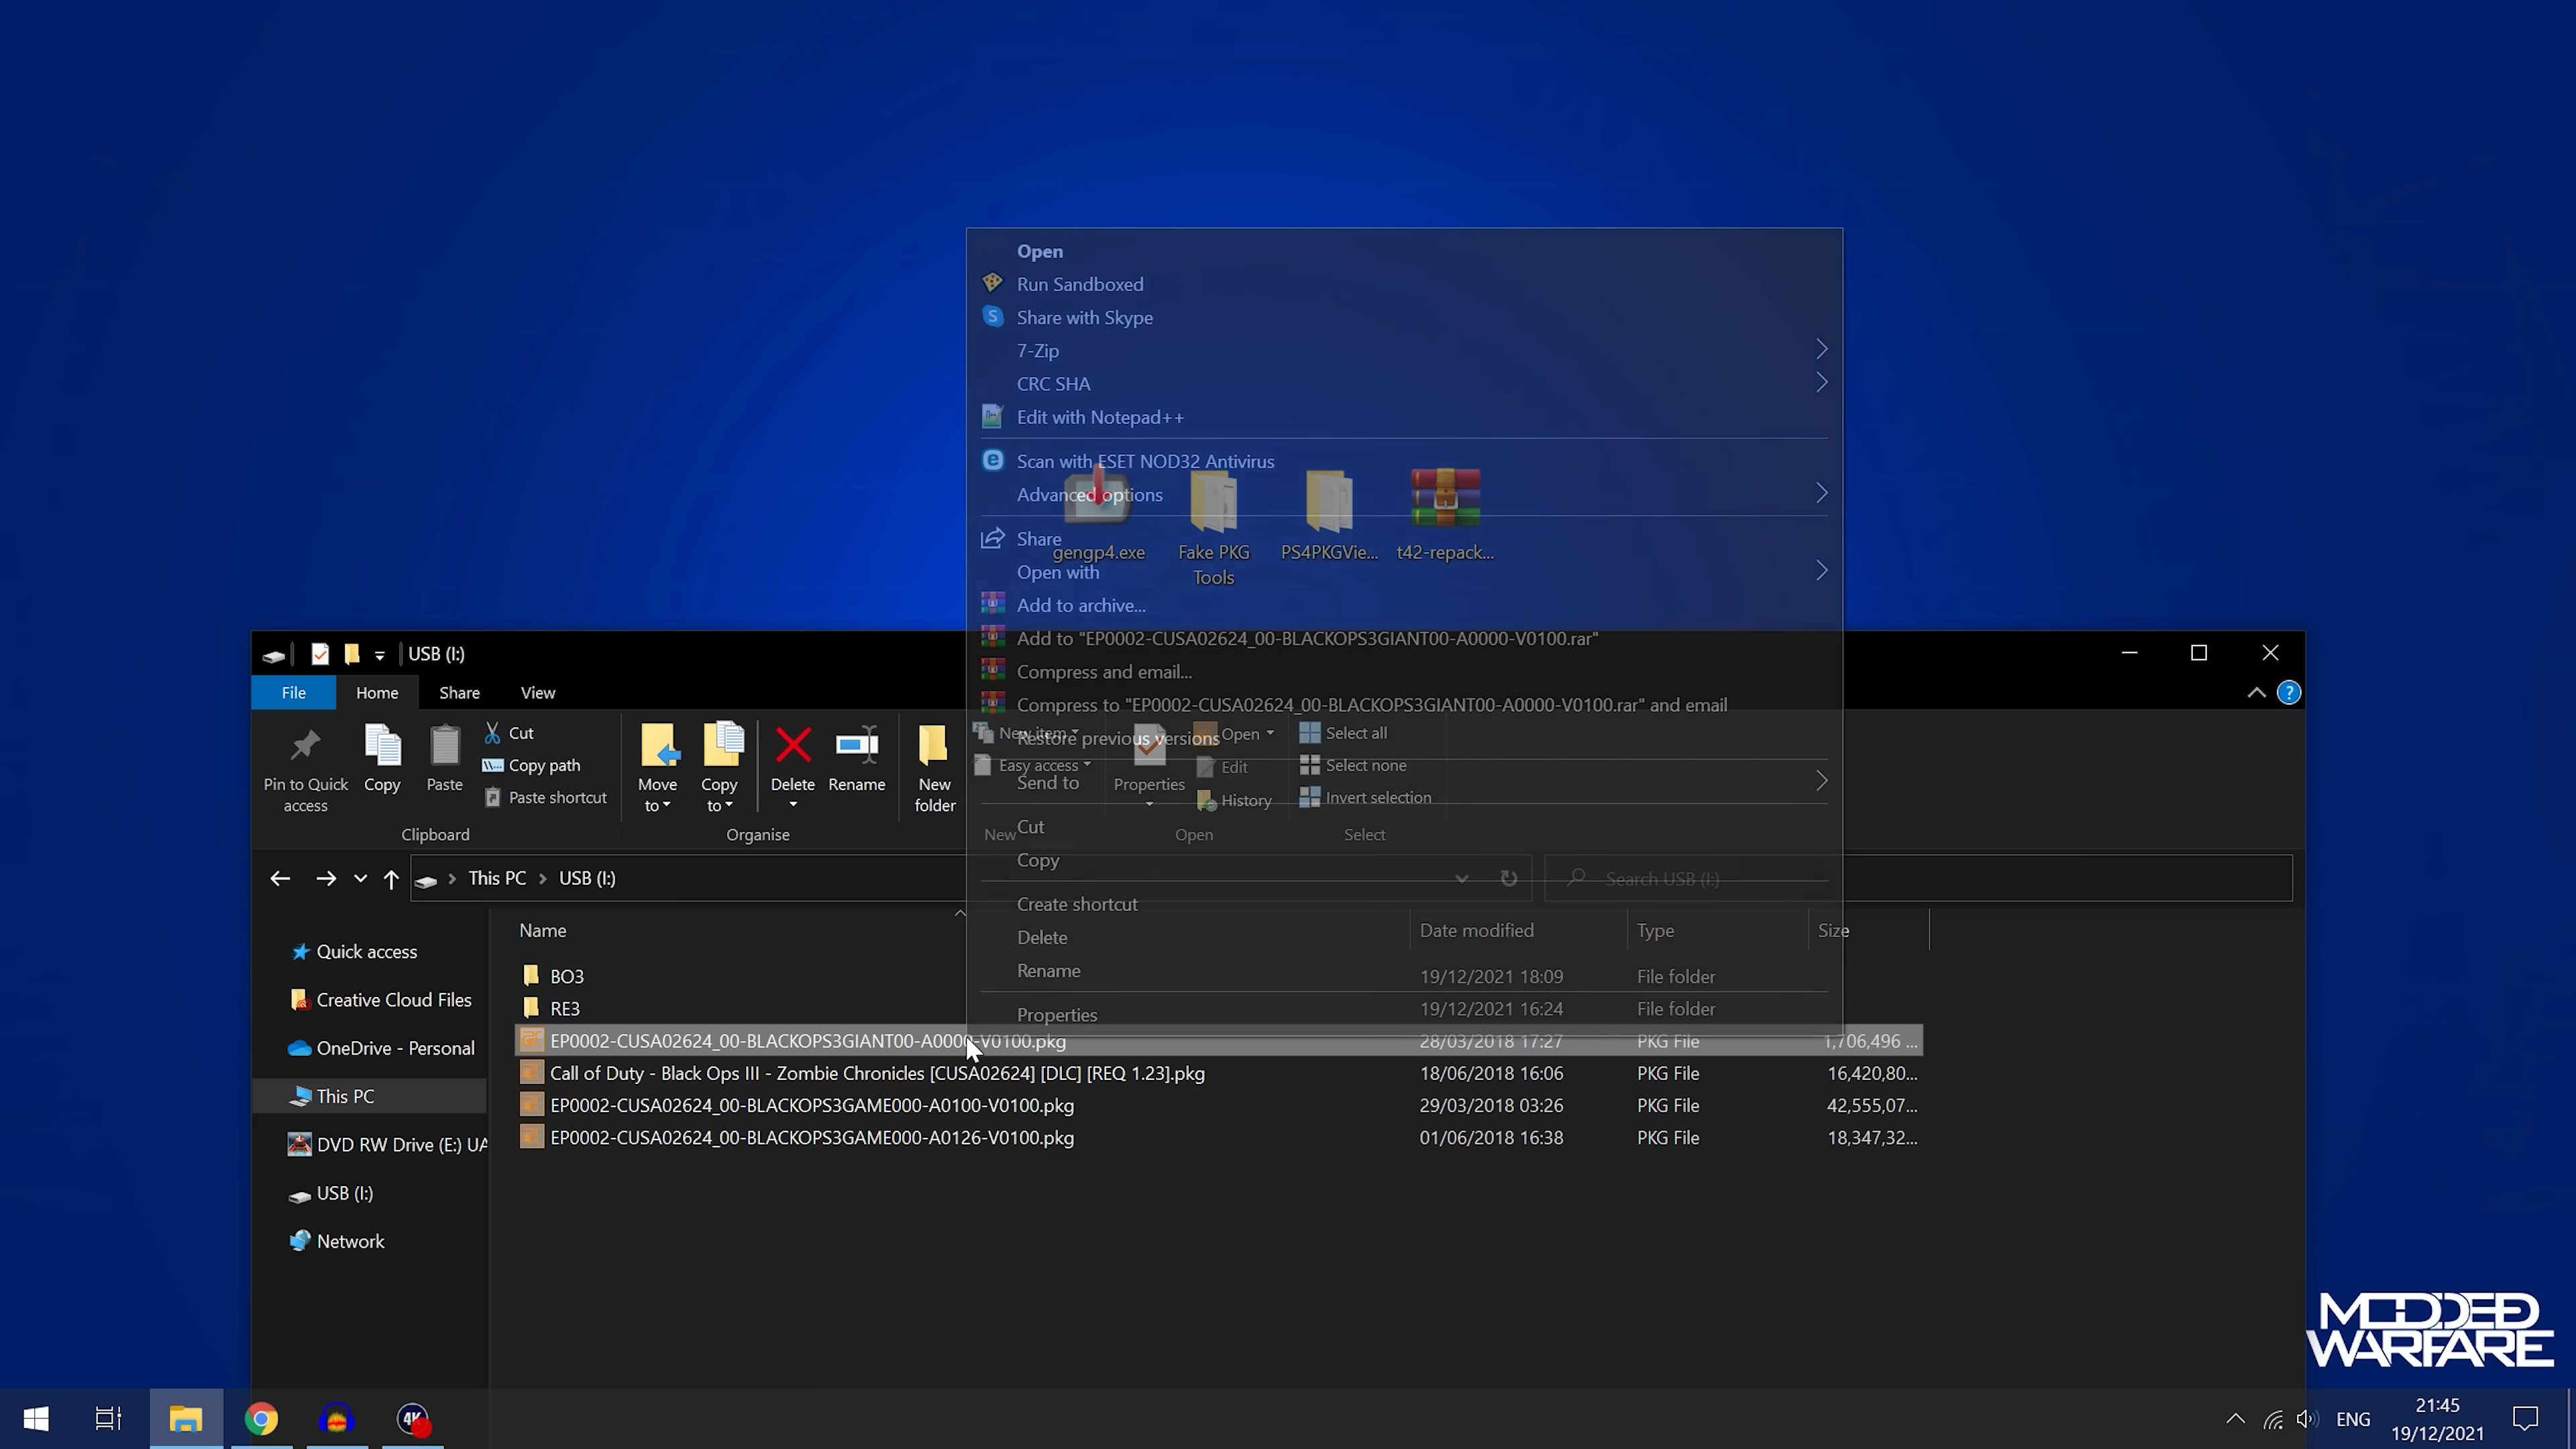 Open
Run Sandboxed
Share with Skype
7-Zip
CRC SHA
Edit with Notepad++
Scan with ESET NOD32 Antivirus
Advanced options
Share
Open with
Add to archive...
Add to "EP0002-CUSA02624_00-BLACKOPS3GIANT00-A0000-V0100.rar"
Compress and email...
Compress to "EP0002-CUSA02624_00-BLACKOPS3GIANT00-A0000-V0100.rar" and email
Restore previous versions
Send to
Cut
Copy
Create shortcut
Delete
Rename
Properties
gengp4.exe
Fake PKG
Tools
PS4PKGVie...
t42-repack...
USB (I:)
File
Home
Share
View
Pin to Quick
access
Copy
Paste
Cut
Copy path
Paste shortcut
Clipboard
Move
to
Copy
to
Delete
Rename
Organise
New
folder
New item
Easy access
New
Properties
Open
Edit
History
Open
Select all
Select none
Invert selection
Select
This PC
USB (I:)
Search USB (I:)
Quick access
Creative Cloud Files
OneDrive - Personal
This PC
DVD RW Drive (E:) UA
USB (I:)
Network
Name Date modified Type Size
BO3 19/12/2021 18:09 File folder
RE3 19/12/2021 16:24 File folder
EP0002-CUSA02624_00-BLACKOPS3GIANT00-A0000-V0100.pkg 28/03/2018 17:27 PKG File 1,706,496 ...
Call of Duty - Black Ops III - Zombie Chronicles [CUSA02624] [DLC] [REQ 1.23].pkg 18/06/2018 16:06 PKG File 16,420,80...
EP0002-CUSA02624_00-BLACKOPS3GAME000-A0100-V0100.pkg 29/03/2018 03:26 PKG File 42,555,07...
EP0002-CUSA02624_00-BLACKOPS3GAME000-A0126-V0100.pkg 01/06/2018 16:38 PKG File 18,347,32...
MODDED
WARFARE
4K
ENG
21:45
19/12/2021